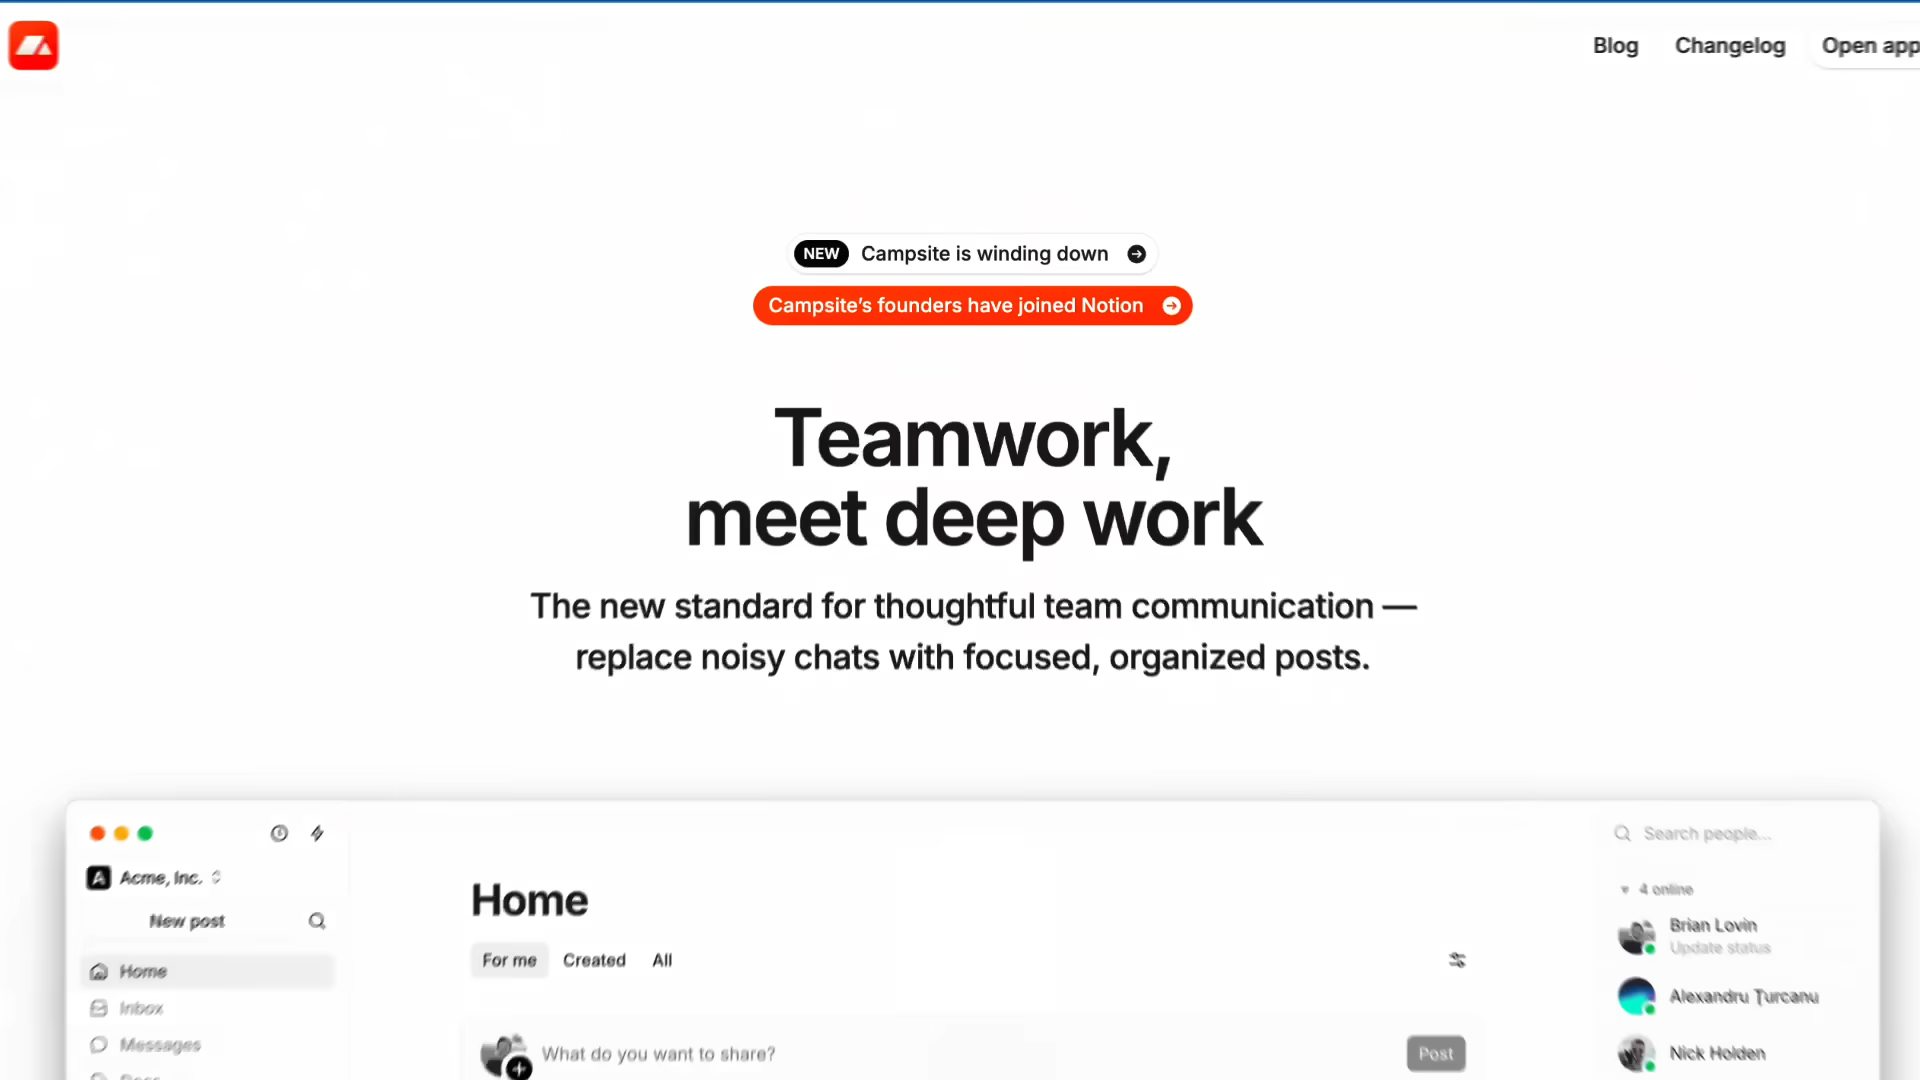 Blog Changelog Open app
NEW Campsite is winding down
Campsite’s founders have joined Notion
Teamwork,
meet deep work
The new standard for thoughtful team communication —
replace noisy chats with focused, organized posts.
Search people...
A Acme, Inc.
4 online
Home
New post
Brian Lovin
Update status
For me Created All
Home
Alexandru Țurcanu
Inbox
Messages
What do you want to share? Post
Nick Holden